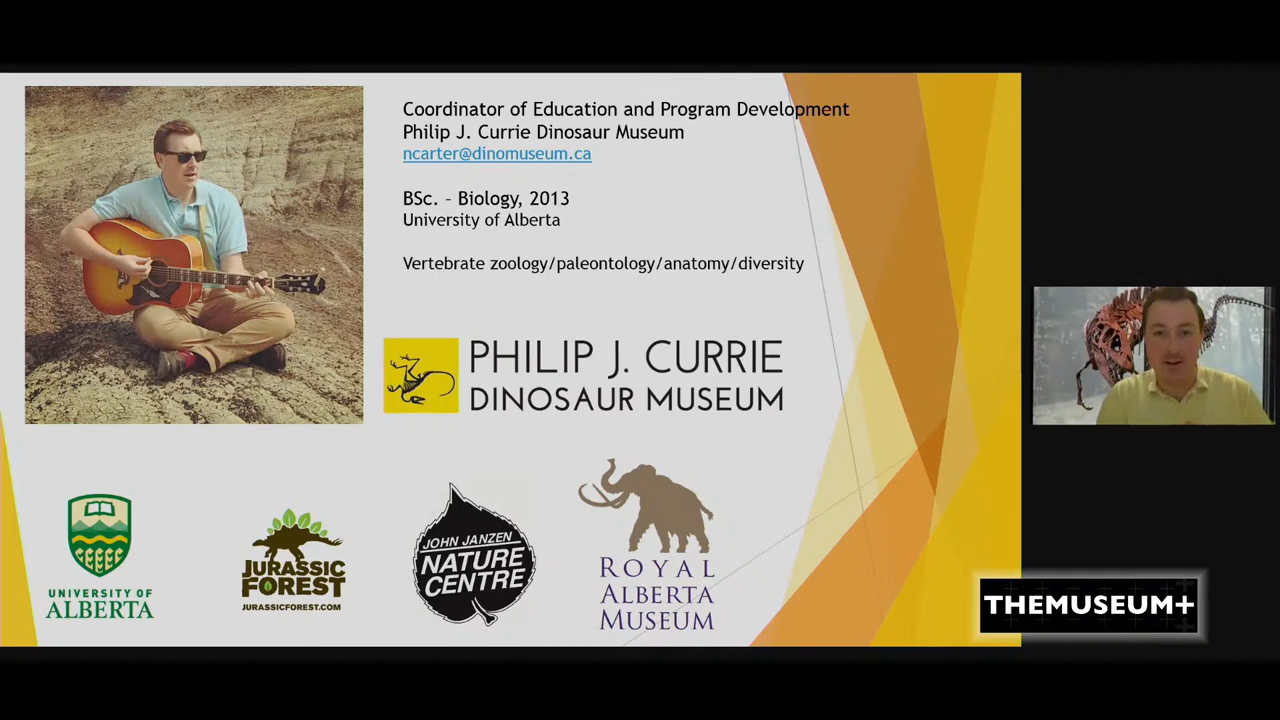 Coordinator of Education and Program Development
Philip J. Currie Dinosaur Museum
ncarter@dinomuseum.ca
BSc. – Biology, 2013
University of Alberta
Vertebrate zoology/paleontology/anatomy/diversity
PHILIP J. CURRIE
DINOSAUR MUSEUM
UNIVERSITY OF
ALBERTA
JURASSIC
FOREST
JURASSICFOREST.COM
JOHN JANZEN
NATURE
CENTRE
ROYAL
ALBERTA
MUSEUM
THEMUSEUM+